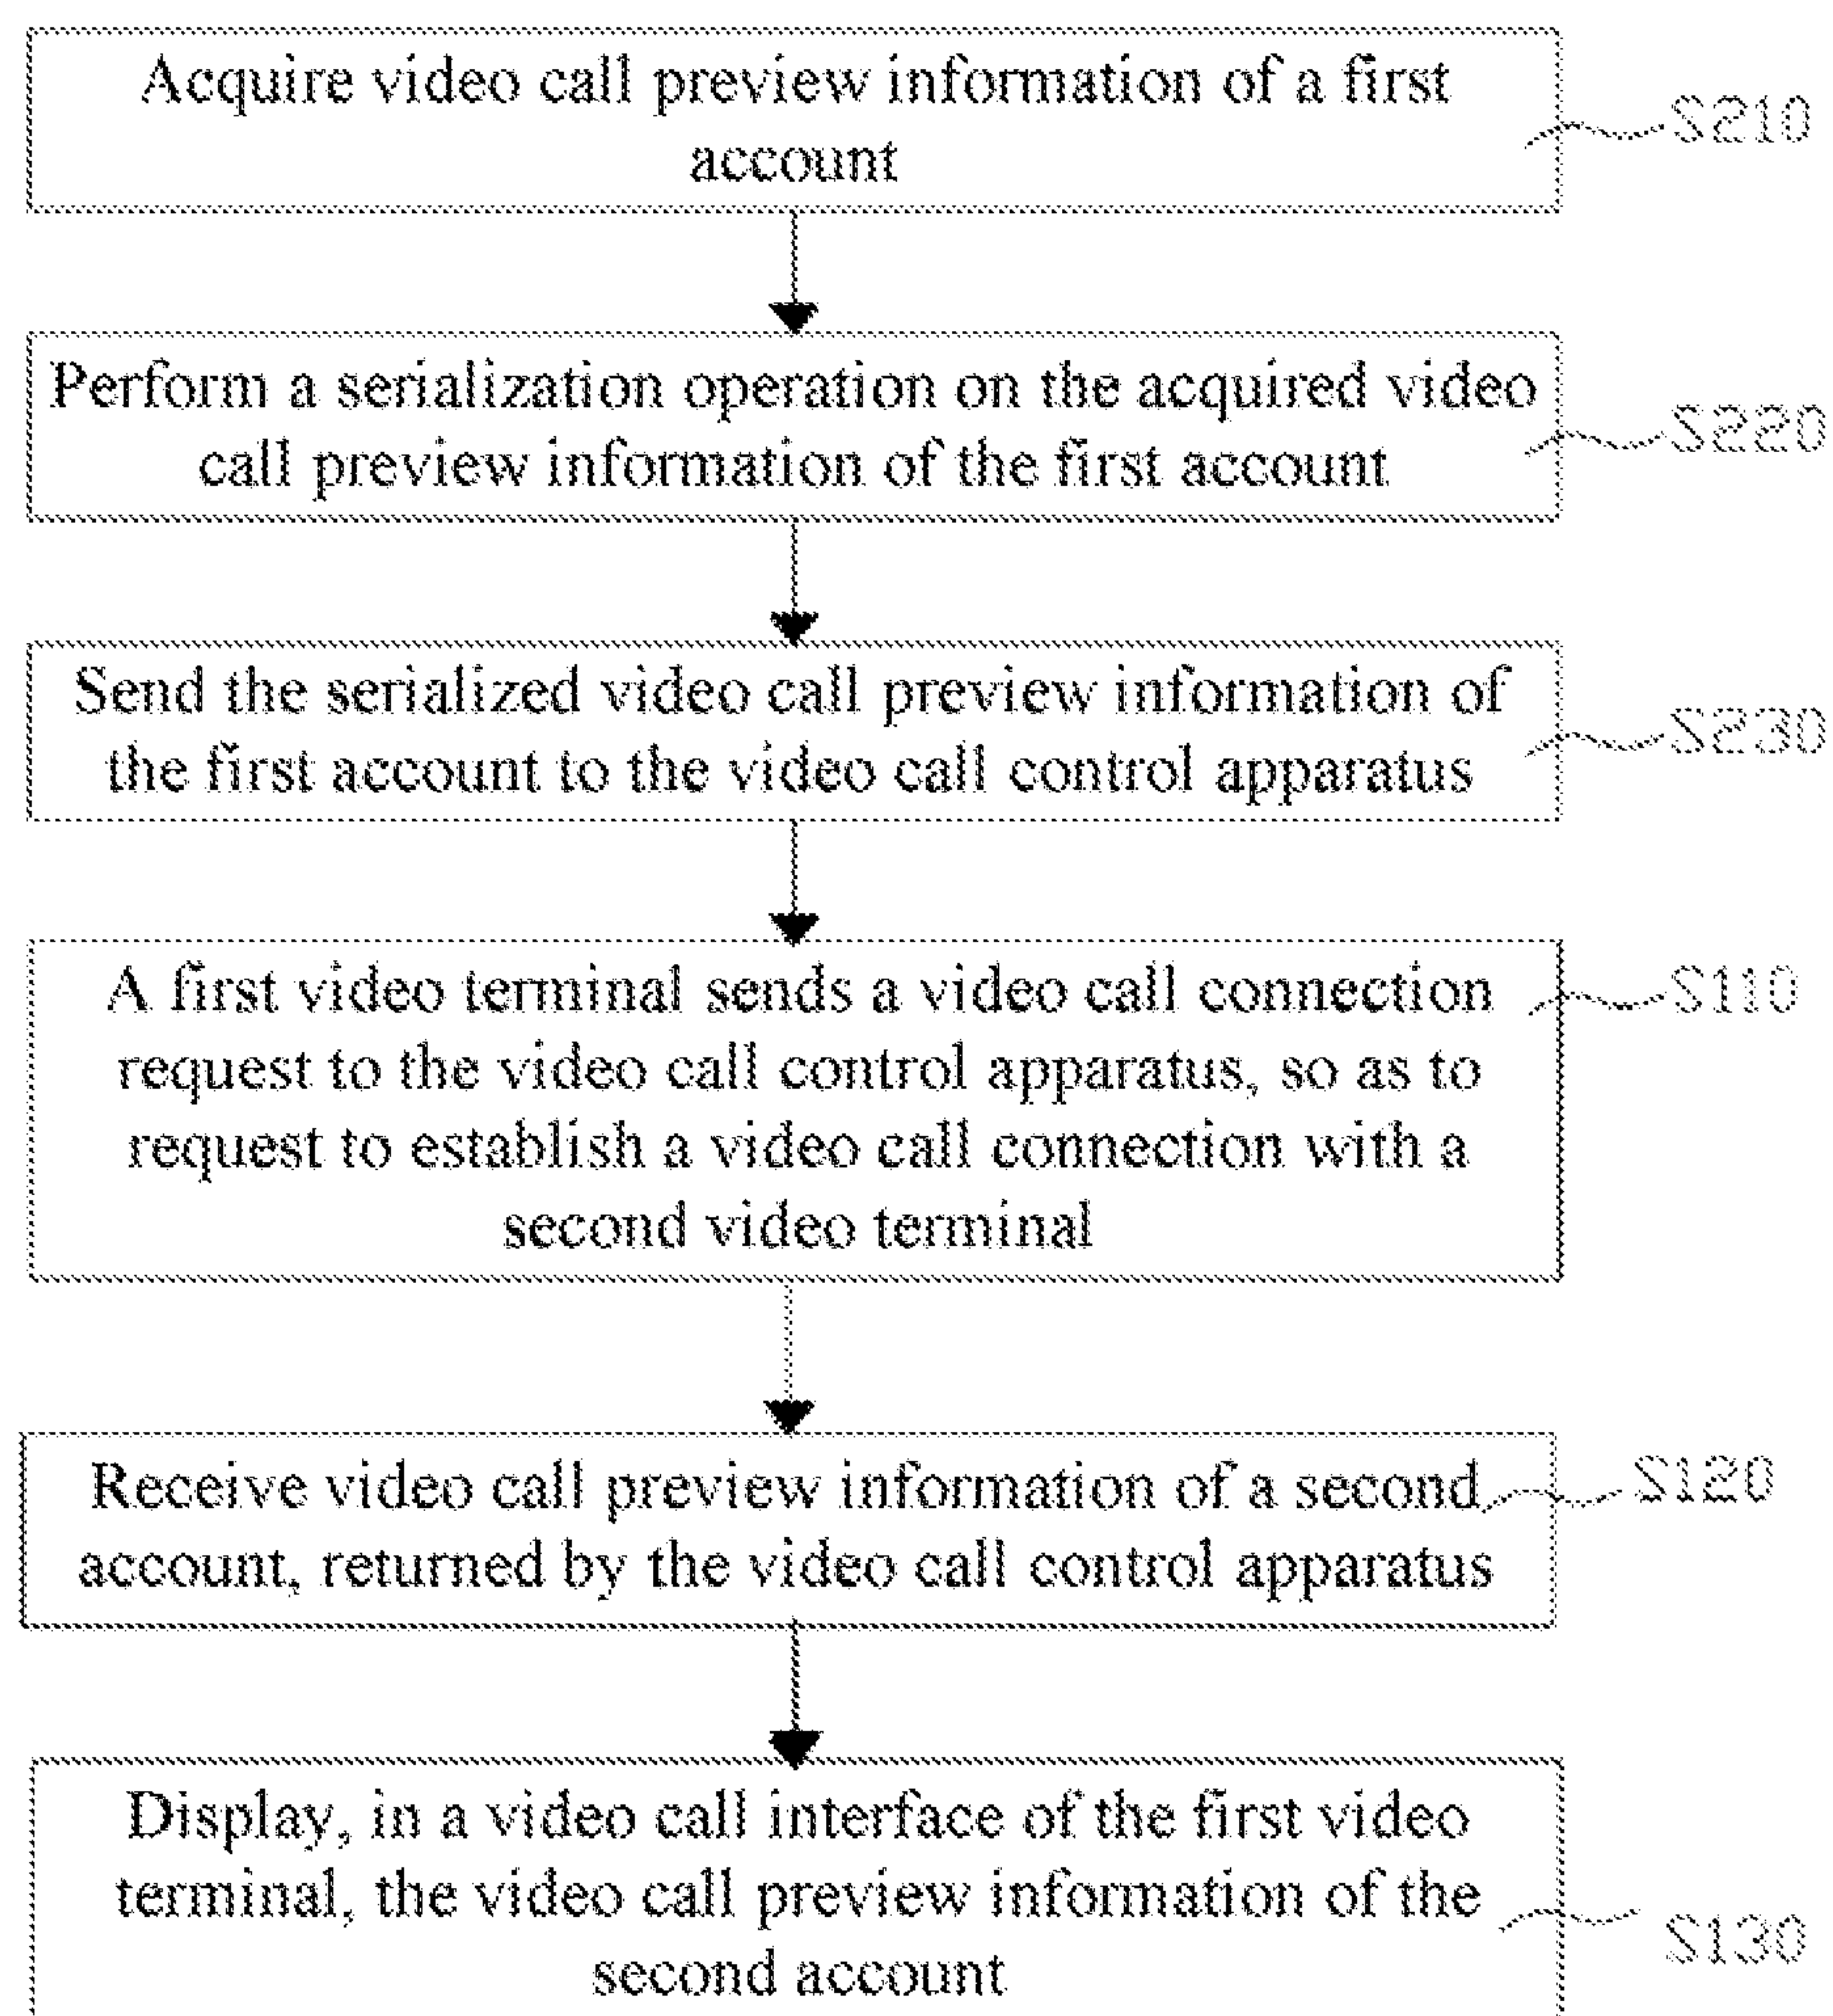 Acquire video call preview information of a first
account
S210
Perform a serialization operation on the acquired video
call preview information of the first account
S220
Send the serialized video call preview information of
the first account to the video call control apparatus
S230
A first video terminal sends a video call connection
request to the video call control apparatus, so as to
request to establish a video call connection with a
second video terminal
S110
Receive video call preview information of a second
account, returned by the video call control apparatus
S120
Display, in a video call interface of the first video
terminal, the video call preview information of the
second account
S130